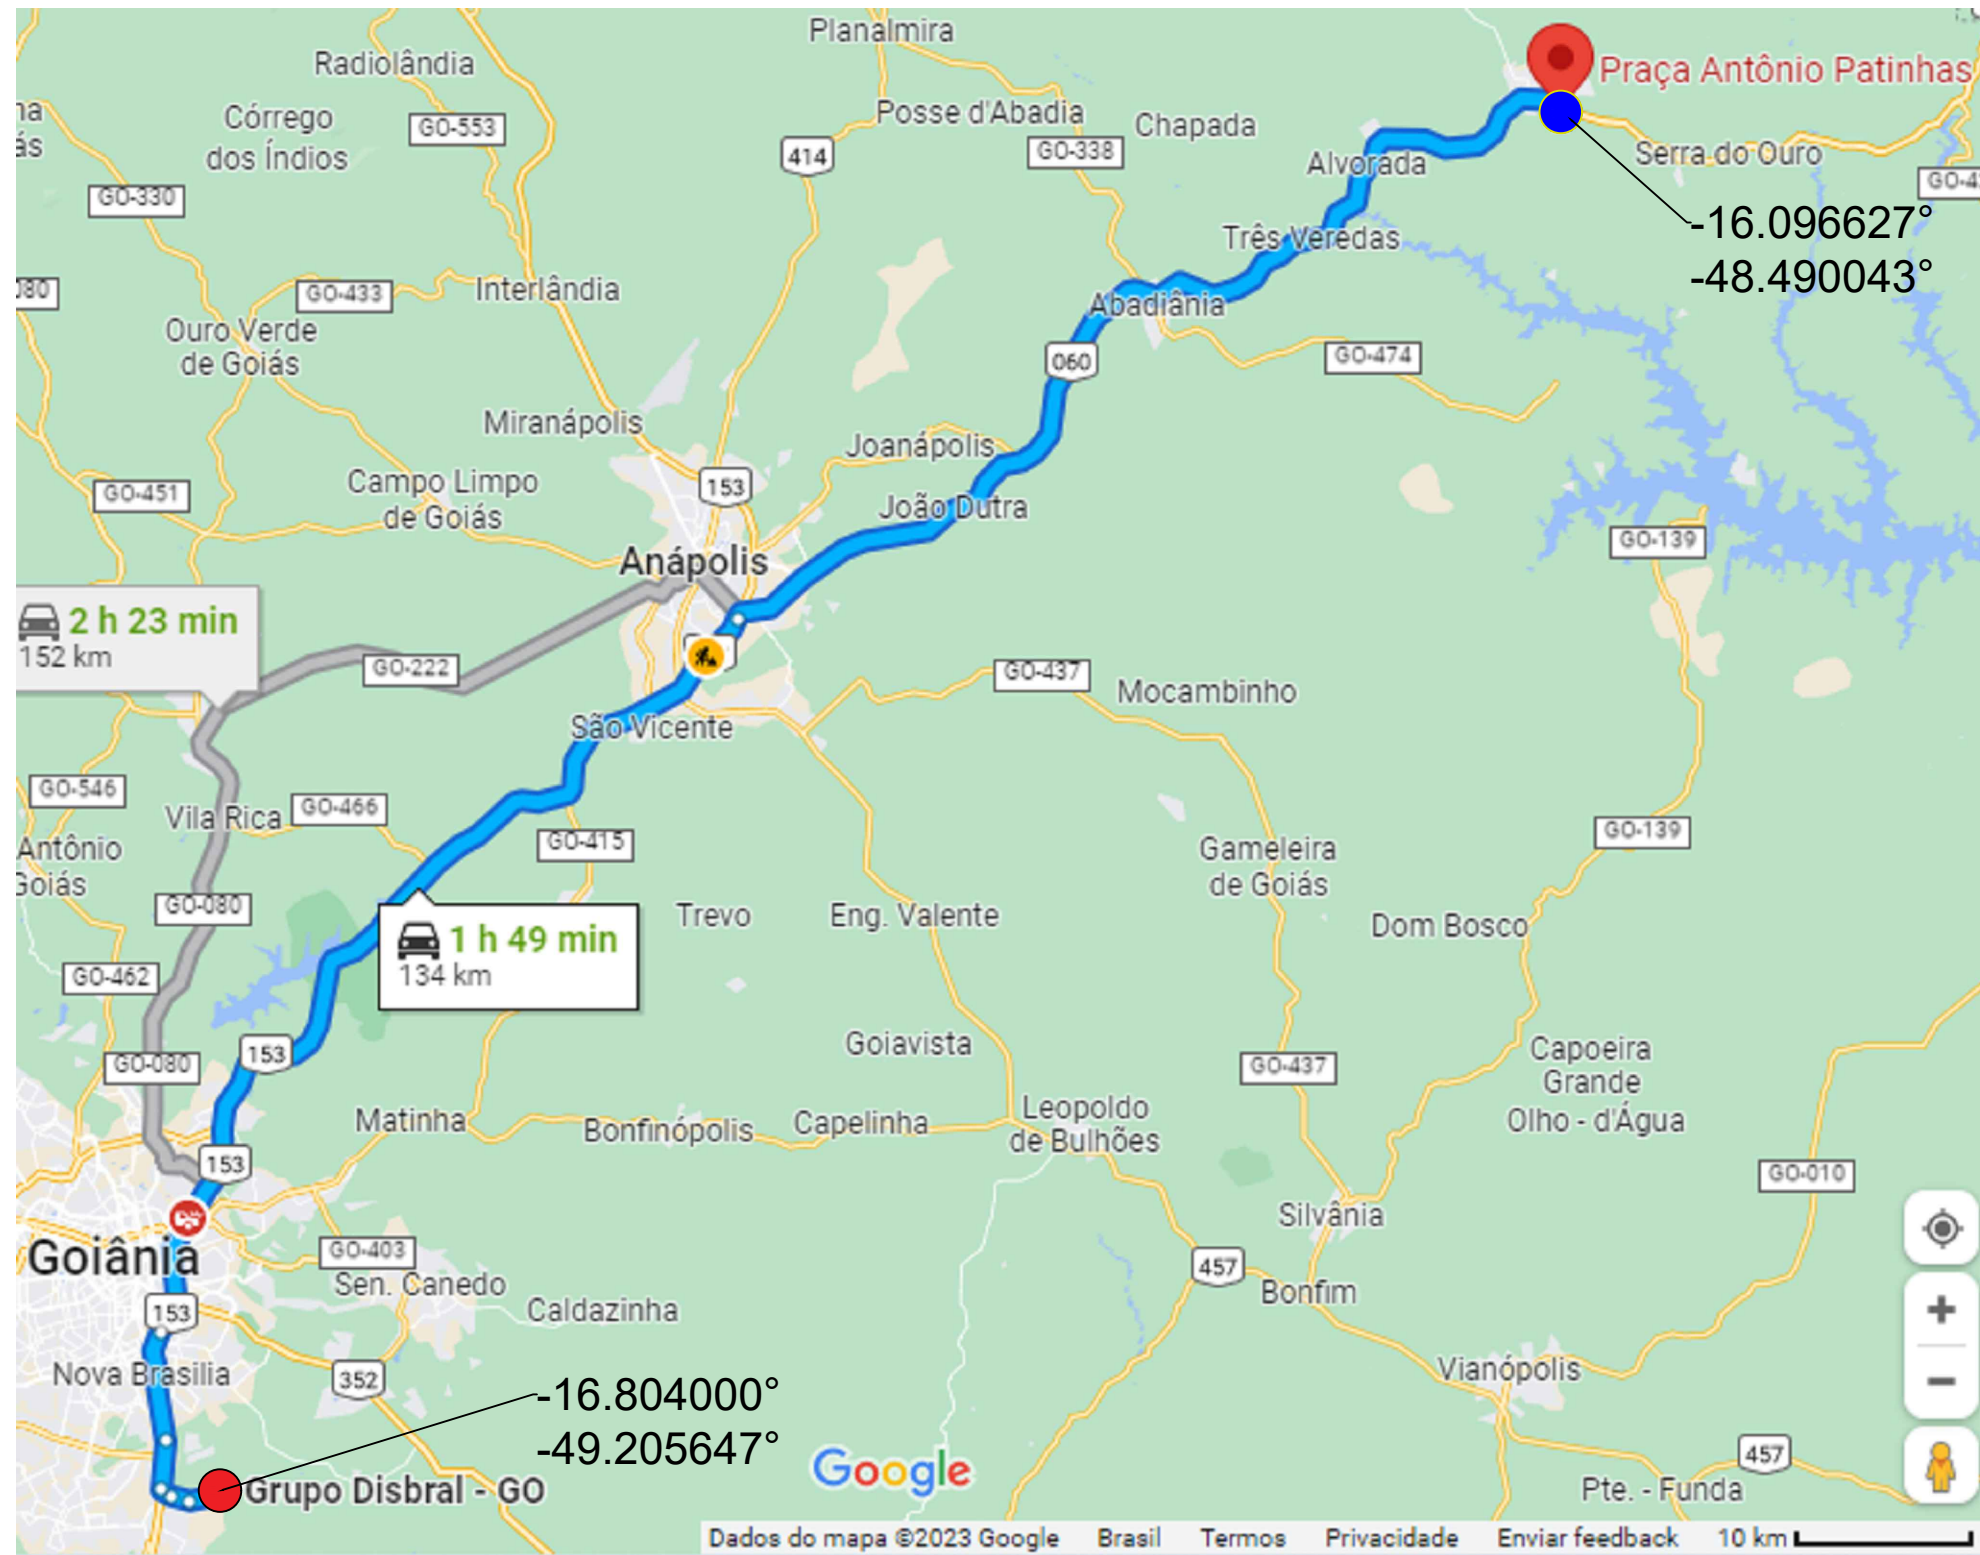 Planalmira
Radiolândia
Praça Antônio Patinhas
Córrego
dos Índios
GO-553
Posse d'Abadia
Chapada
414
GO-338
Alvorada
Serra do Ouro
GO-330
-16.096627°
-48.490043°
Três Veredas
Interlândia
GO-433
Abadiânia
Ouro Verde
de Goiás
060
GO-474
Miranápolis
Joanápolis
153
Campo Limpo
de Goiás
GO-451
João Dutra
GO-139
Anápolis
2 h 23 min
152 km
GO-222
GO-437
Mocambinho
São Vicente
GO-546
Vila Rica
GO-466
GO-415
GO-139
Antônio
Goiás
Gameleira
de Goiás
GO-080
Trevo
Eng. Valente
Dom Bosco
1 h 49 min
134 km
GO-462
153
Goiavista
GO-080
GO-437
Capoeira
Grande
Olho - d'Água
Matinha
Bonfinópolis
Capelinha
Leopoldo
de Bulhões
153
GO-010
Silvânia
Goiânia
GO-403
Sen. Canedo
457
Bonfim
Caldazinha
153
Nova Brasilia
352
Vianópolis
-16.804000°
-49.205647°
Google
457
Grupo Disbral - GO
Pte. - Funda
Dados do mapa ©2023 Google Brasil Termos Privacidade Enviar feedback 10 km